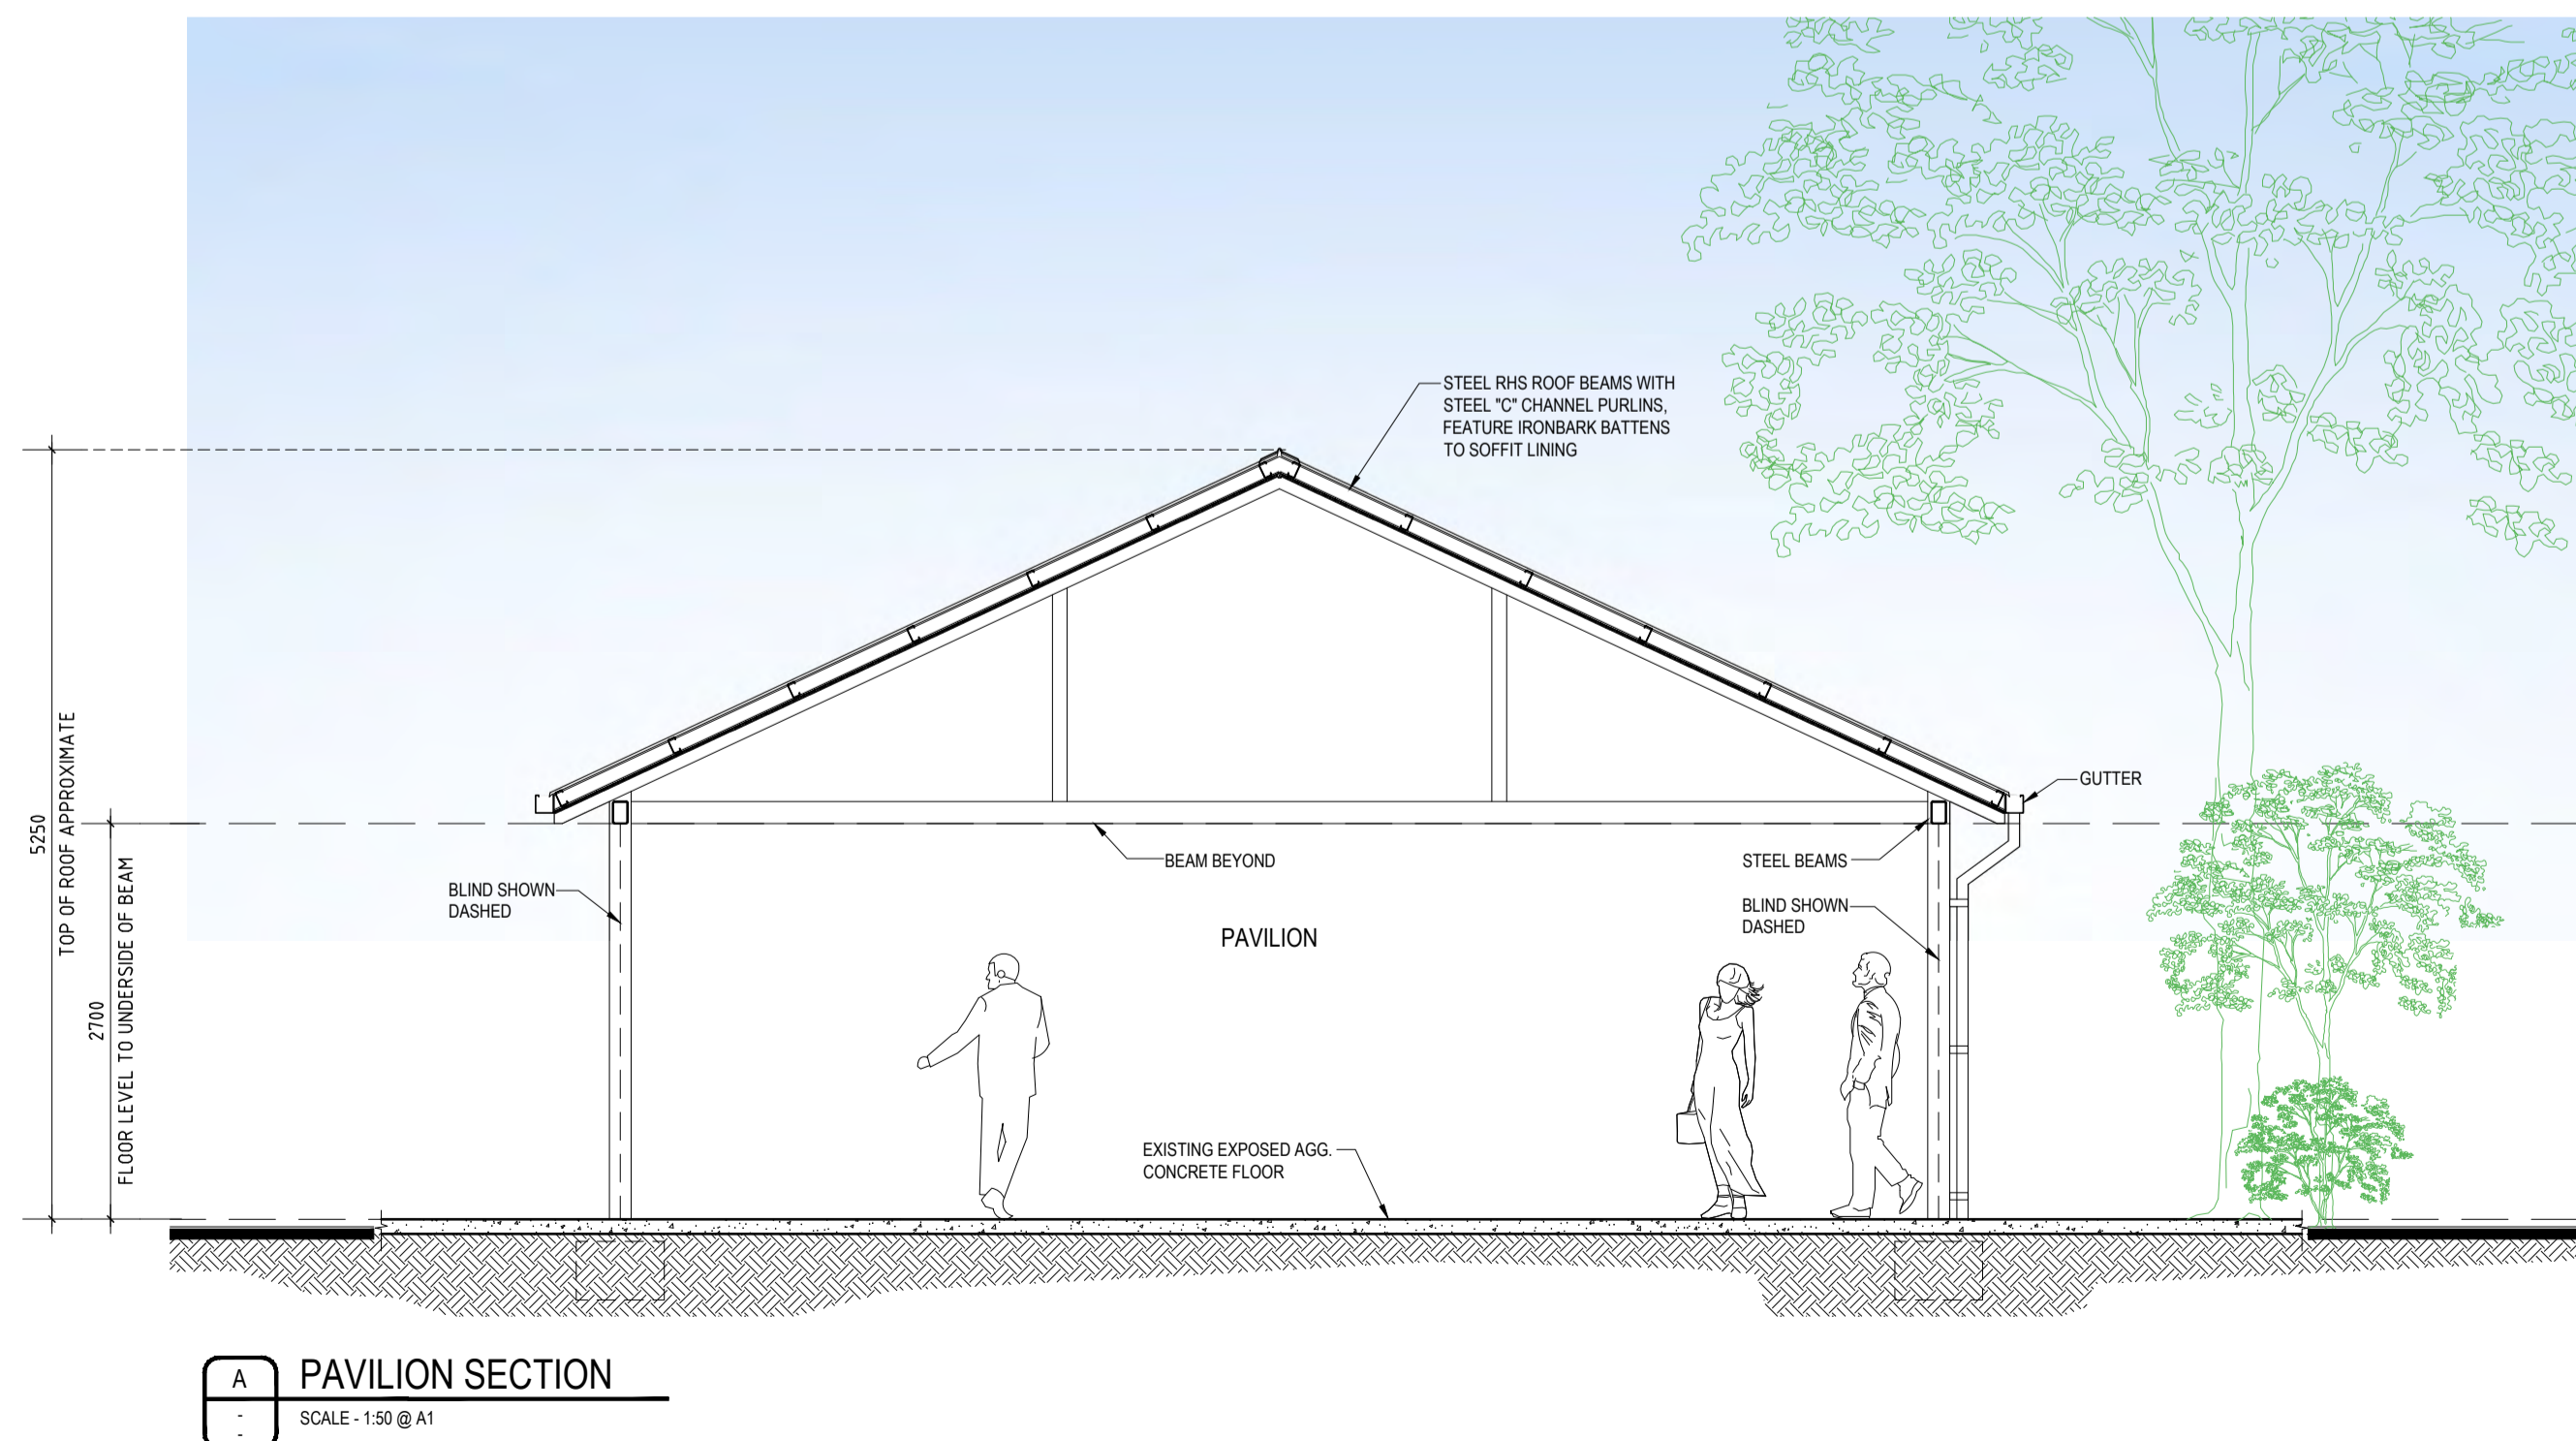 STEEL RHS ROOF BEAMS WITH
STEEL "C" CHANNEL PURLINS,
FEATURE IRONBARK BATTENS
TO SOFFIT LINING
5250
TOP OF ROOF APPROXIMATE
2700
FLOOR LEVEL TO UNDERSIDE OF BEAM
GUTTER
BEAM BEYOND
STEEL BEAMS
BLIND SHOWN
DASHED
BLIND SHOWN
DASHED
PAVILION
EXISTING EXPOSED AGG.
CONCRETE FLOOR
A
-
-
PAVILION SECTION
SCALE - 1:50 @ A1